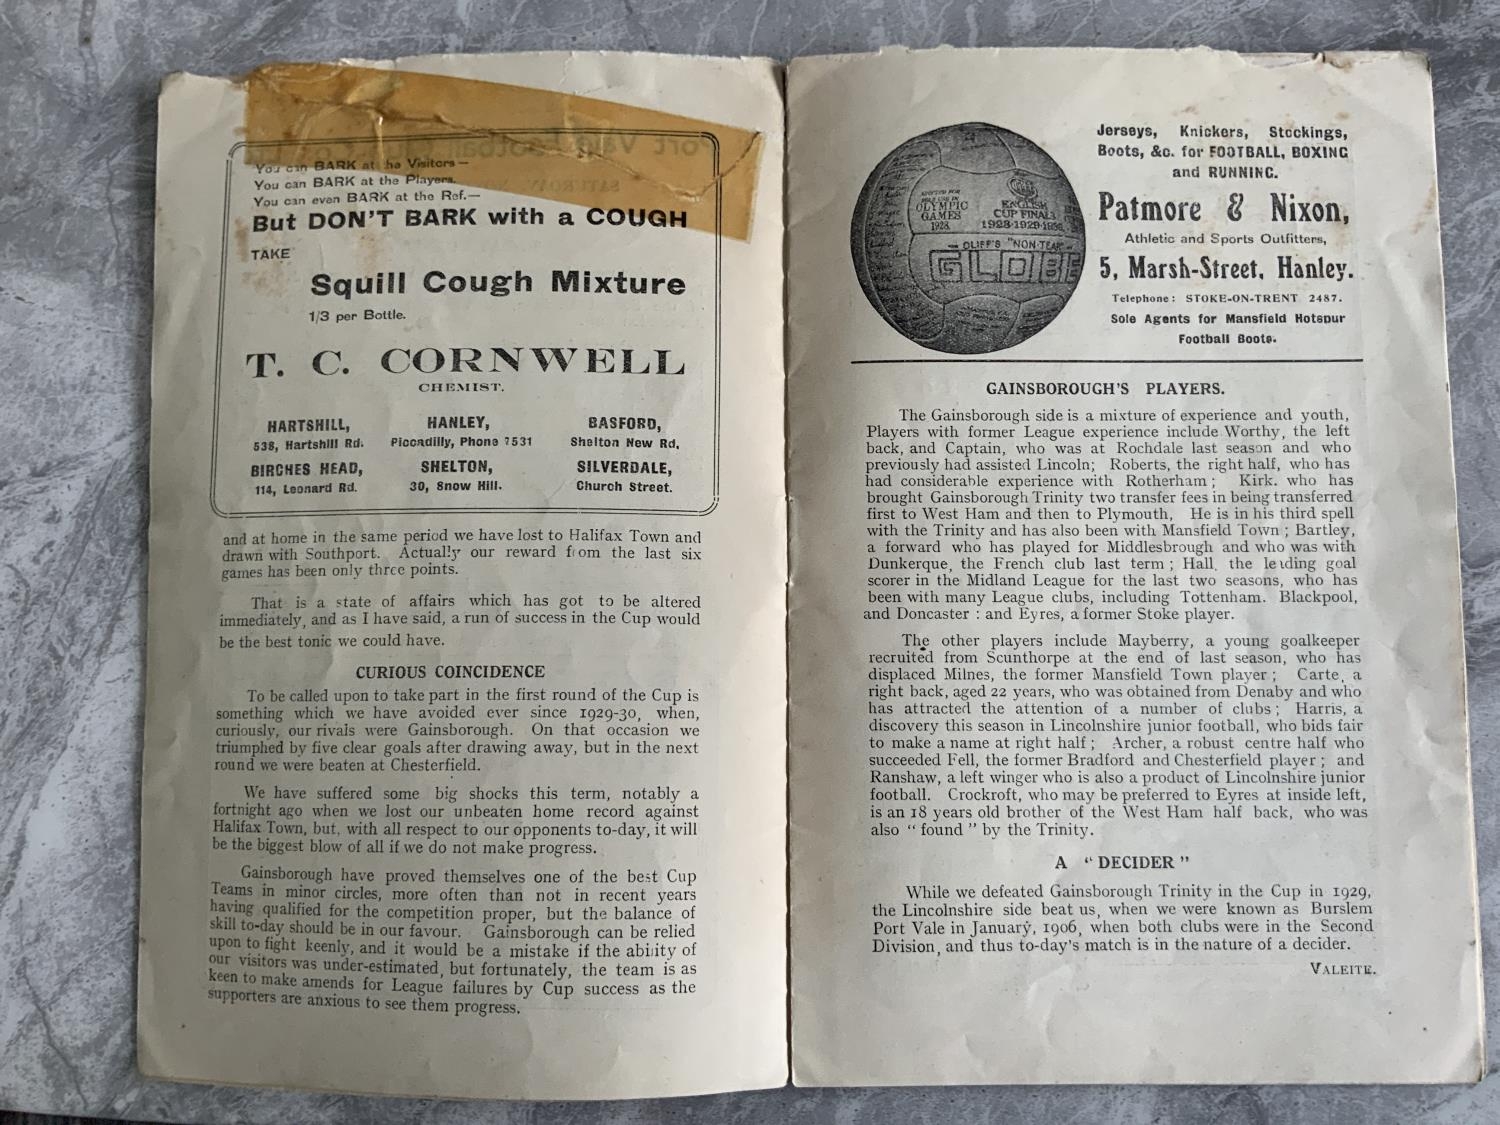 You can BARK at the Visitors—
You can BARK at the Players.
You can even BARK at the Ref.—
But DON'T BARK with a COUGH
TAKE
Squill Cough Mixture
1/3 per Bottle.
T. C. CORNWELL
CHEMIST.
HARTSHILL,
538, Hartshill Rd.
HANLEY,
Piccadilly, Phone 7531
BASFORD,
Shelton New Rd,
BIRCHES HEAD,
114, Leonard Rd.
SHELTON,
30, Snow Hill.
SILVERDALE,
Church Street.
and at home in the same period we have lost to Halifax Town and
drawn with Southport. Actually our reward from the last six
games has been only three points.
That is a state of affairs which has got to be altered
immediately, and as I have said, a run of success in the Cup would
be the best tonic we could have.
CURIOUS COINCIDENCE
To be called upon to take part in the first round of the Cup is
something which we have avoided ever since 1929-30, when,
curiously, our rivals were Gainsborough. On that occasion we
triumphed by five clear goals after drawing away, but in the next
round we were beaten at Chesterfield.
We have suffered some big shocks this term, notably a
fortnight ago when we lost our unbeaten home record against
Halifax Town, but, with all respect to our opponents to-day, it will
be the biggest blow of all if we do not make progress.
Gainsborough have proved themselves one of the best Cup
Teams in minor circles, more often than not in recent years
having qualified for the competition proper, but the balance of
skill to-day should be in our favour. Gainsborough can be relied
upon to fight keenly, and it would be a mistake if the ability of
our visitors was under-estimated, but fortunately, the team is as
keen to make amends for League failures by Cup success as the
supporters are anxious to see them progress.
ADOPTED FOR
USE IN
OLYMPIC
GAMES
1928.
ENGLISH
CUP FINALS
1928-1929-1930
CLIFF'S "NON-TEAR"
GLOBE
Jerseys, Knickers, Stockings,
Boots, &c. for FOOTBALL, BOXING
and RUNNING.
Patmore & Nixon,
Athletic and Sports Outfitters,
5, Marsh-Street, Hanley.
Telephone: STOKE-ON-TRENT 2487.
Sole Agents for Mansfield Hotspur
Football Boots.
GAINSBOROUGH'S PLAYERS.
The Gainsborough side is a mixture of experience and youth,
Players with former League experience include Worthy, the left
back, and Captain, who was at Rochdale last season and who
previously had assisted Lincoln; Roberts, the right half, who has
had considerable experience with Rotherham; Kirk. who has
brought Gainsborough Trinity two transfer fees in being transferred
first to West Ham and then to Plymouth, He is in his third spell
with the Trinity and has also been with Mansfield Town; Bartley,
a forward who has played for Middlesbrough and who was with
Dunkerque, the French club last term; Hall. the leading goal
scorer in the Midland League for the last two seasons, who has
been with many League clubs, including Tottenham. Blackpool,
and Doncaster: and Eyres, a former Stoke player.
The other players include Mayberry, a young goalkeeper
recruited from Scunthorpe at the end of last season, who has
displaced Milnes, the former Mansfield Town player; Carte, a
right back, aged 22 years, who was obtained from Denaby and who
has attracted the attention of a number of clubs; Harris, a
discovery this season in Lincolnshire junior football, who bids fair
to make a name at right half; Archer, a robust centre half who
succeeded Fell, the former Bradford and Chesterfield player; and
Ranshaw, a left winger who is also a product of Lincolnshire junior
football. Crockroft, who may be preferred to Eyres at inside left,
is an 18 years old brother of the West Ham half back, who was
also "found" by the Trinity.
A "DECIDER"
While we defeated Gainsborough Trinity in the Cup in 1929,
the Lincolnshire side beat us, when we were known as Burslem
Port Vale in January, 1906, when both clubs were in the Second
Division, and thus to-day's match is in the nature of a decider.
VALEITE.